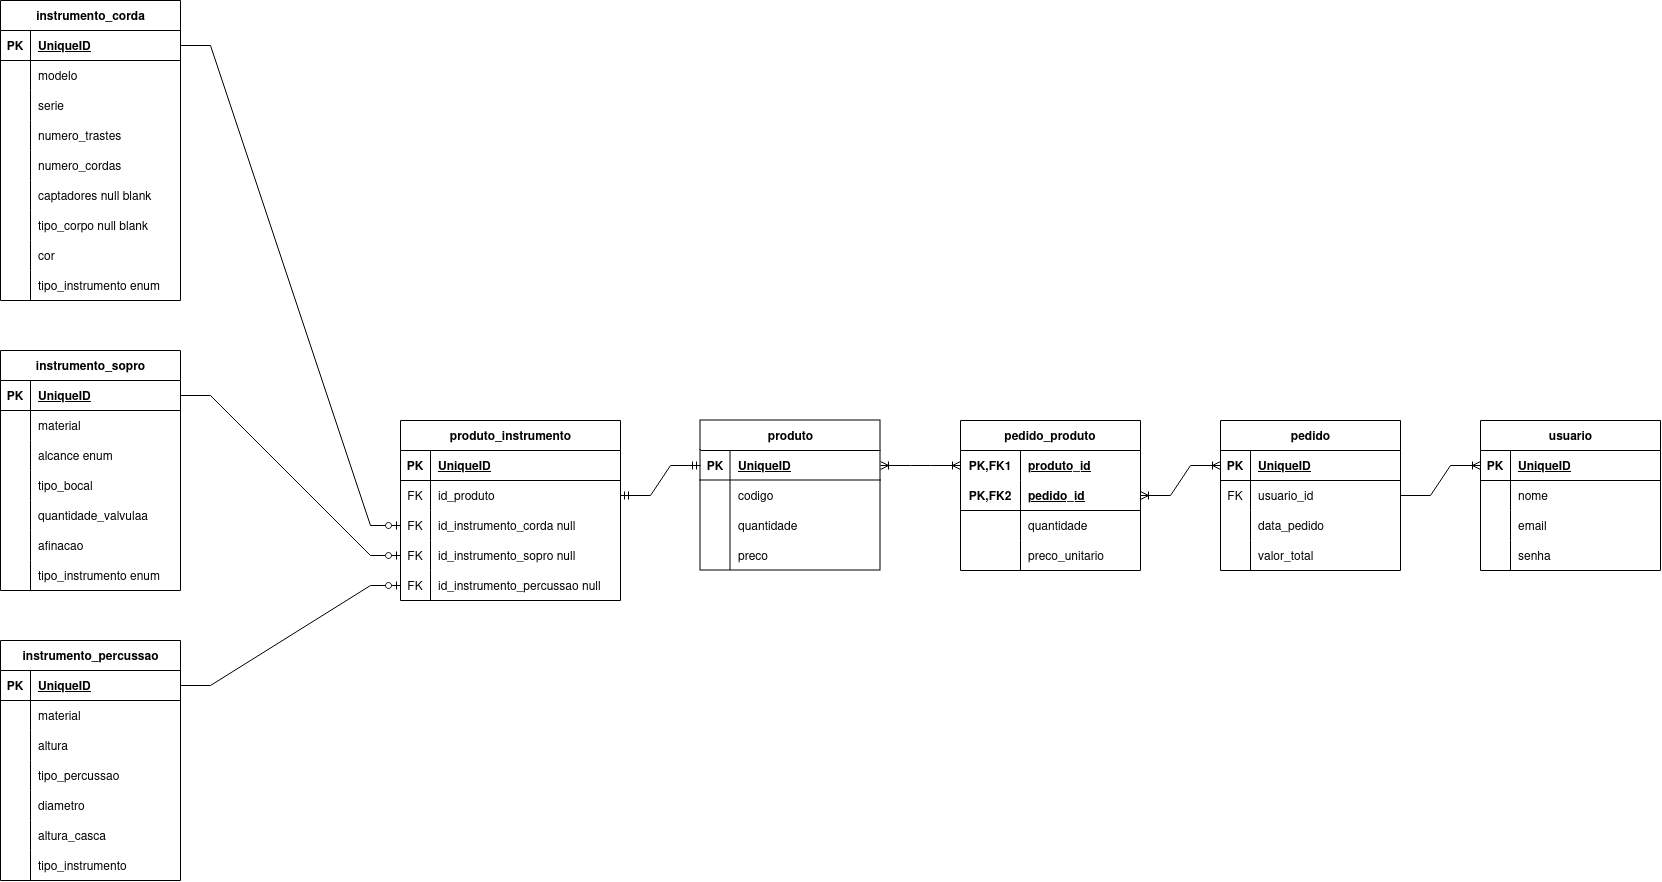 instrumento_corda
PK UniqueID
modelo
serie
numero_trastes
numero_cordas
captadores null blank
tipo_corpo null blank
cor
tipo_instrumento enum
instrumento_sopro
PK UniqueID
material
alcance enum
tipo_bocal
quantidade_valvulaa
afinacao
tipo_instrumento enum
instrumento_percussao
PK UniqueID
material
altura
tipo_percussao
diametro
altura_casca
tipo_instrumento
produto_instrumento
PK UniqueID
FK id_produto
FK id_instrumento_corda null
FK id_instrumento_sopro null
FK id_instrumento_percussao null
produto
PK UniqueID
codigo
quantidade
preco
pedido_produto
PK,FK1 produto_id
PK,FK2 pedido_id
quantidade
preco_unitario
pedido
PK UniqueID
FK usuario_id
data_pedido
valor_total
usuario
PK UniqueID
nome
email
senha